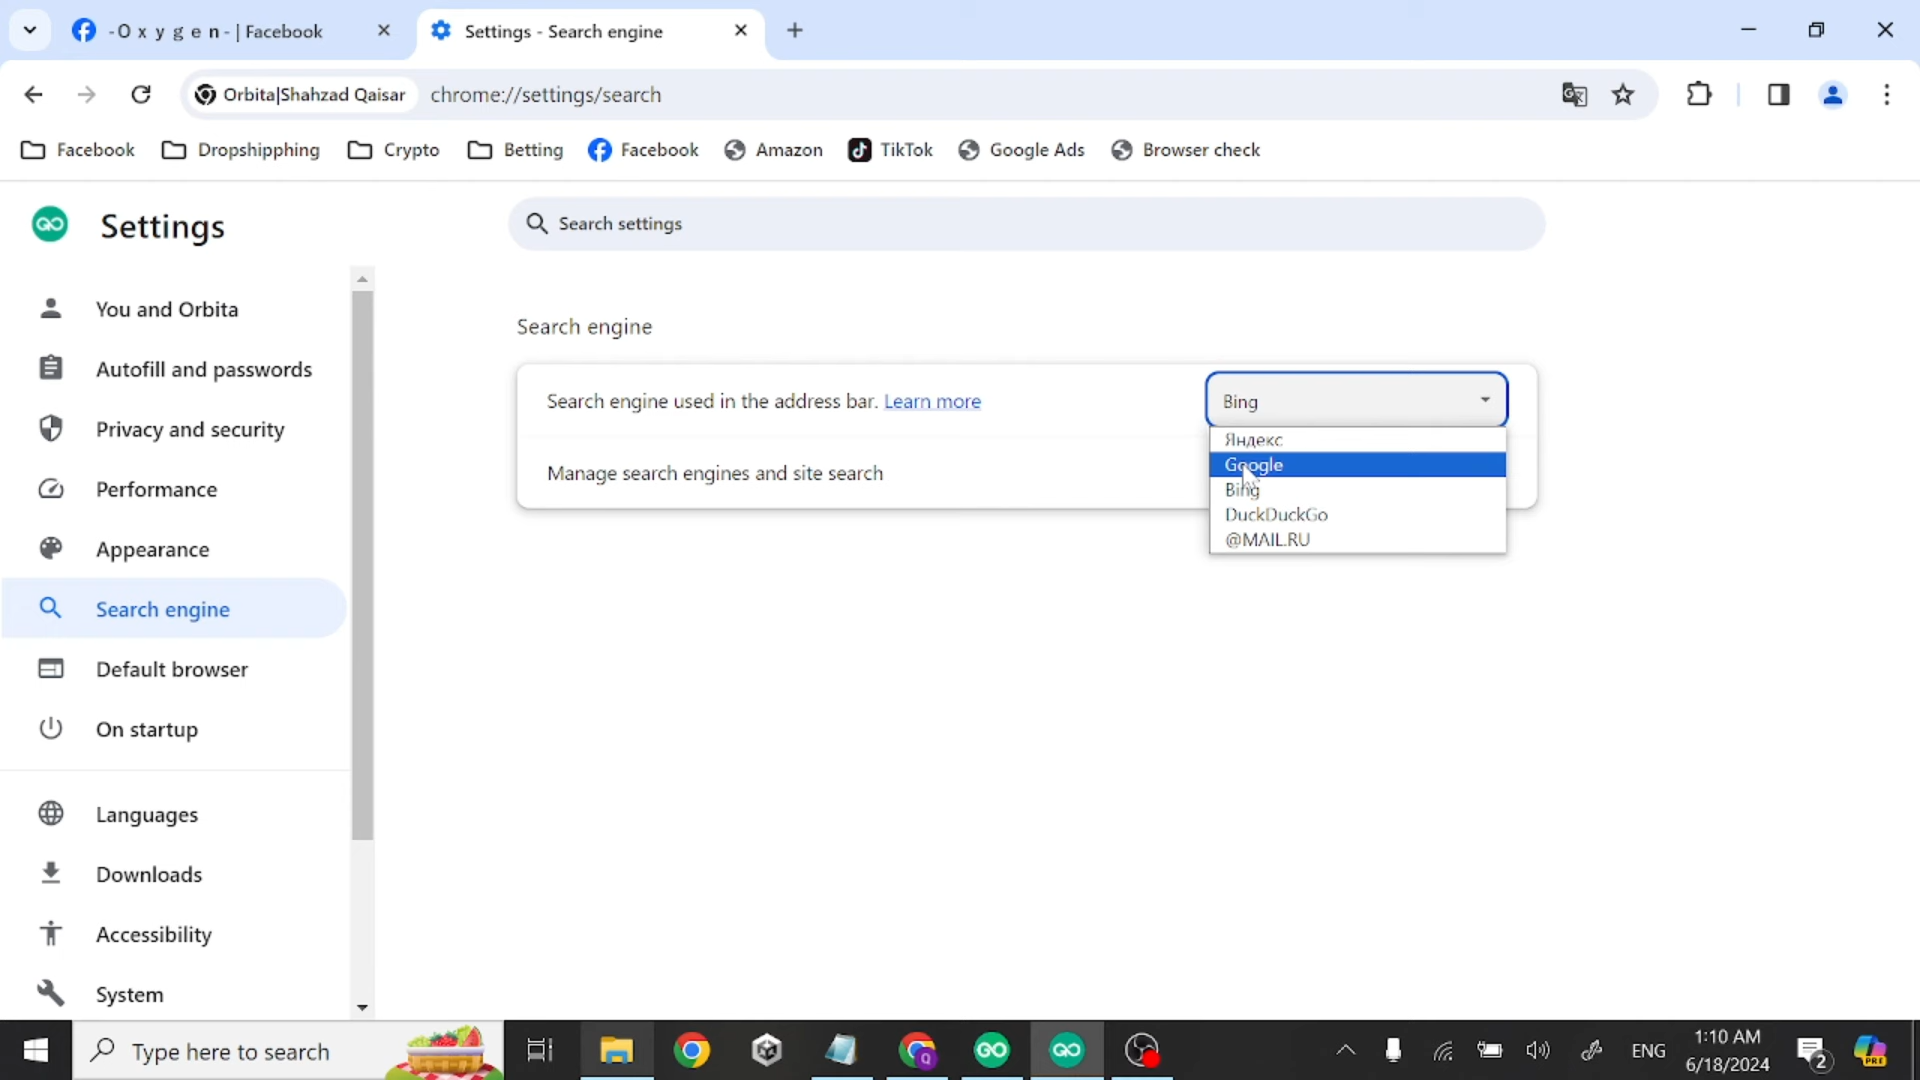 -O x y g e n- | Facebook
Settings - Search engine
Orbita|Shahzad Qaisar
chrome://settings/search
Facebook
Dropshipphing
Crypto
Betting
Facebook
Amazon
TikTok
Google Ads
Browser check
Settings
Search settings
You and Orbita
Autofill and passwords
Privacy and security
Performance
Appearance
Search engine
Default browser
On startup
Languages
Downloads
Accessibility
System
Search engine
Search engine used in the address bar. Learn more
Bing
Manage search engines and site search
Яндекс
Google
Bing
DuckDuckGo
@MAIL.RU
Type here to search
ENG
1:10 AM
6/18/2024
2
PRE